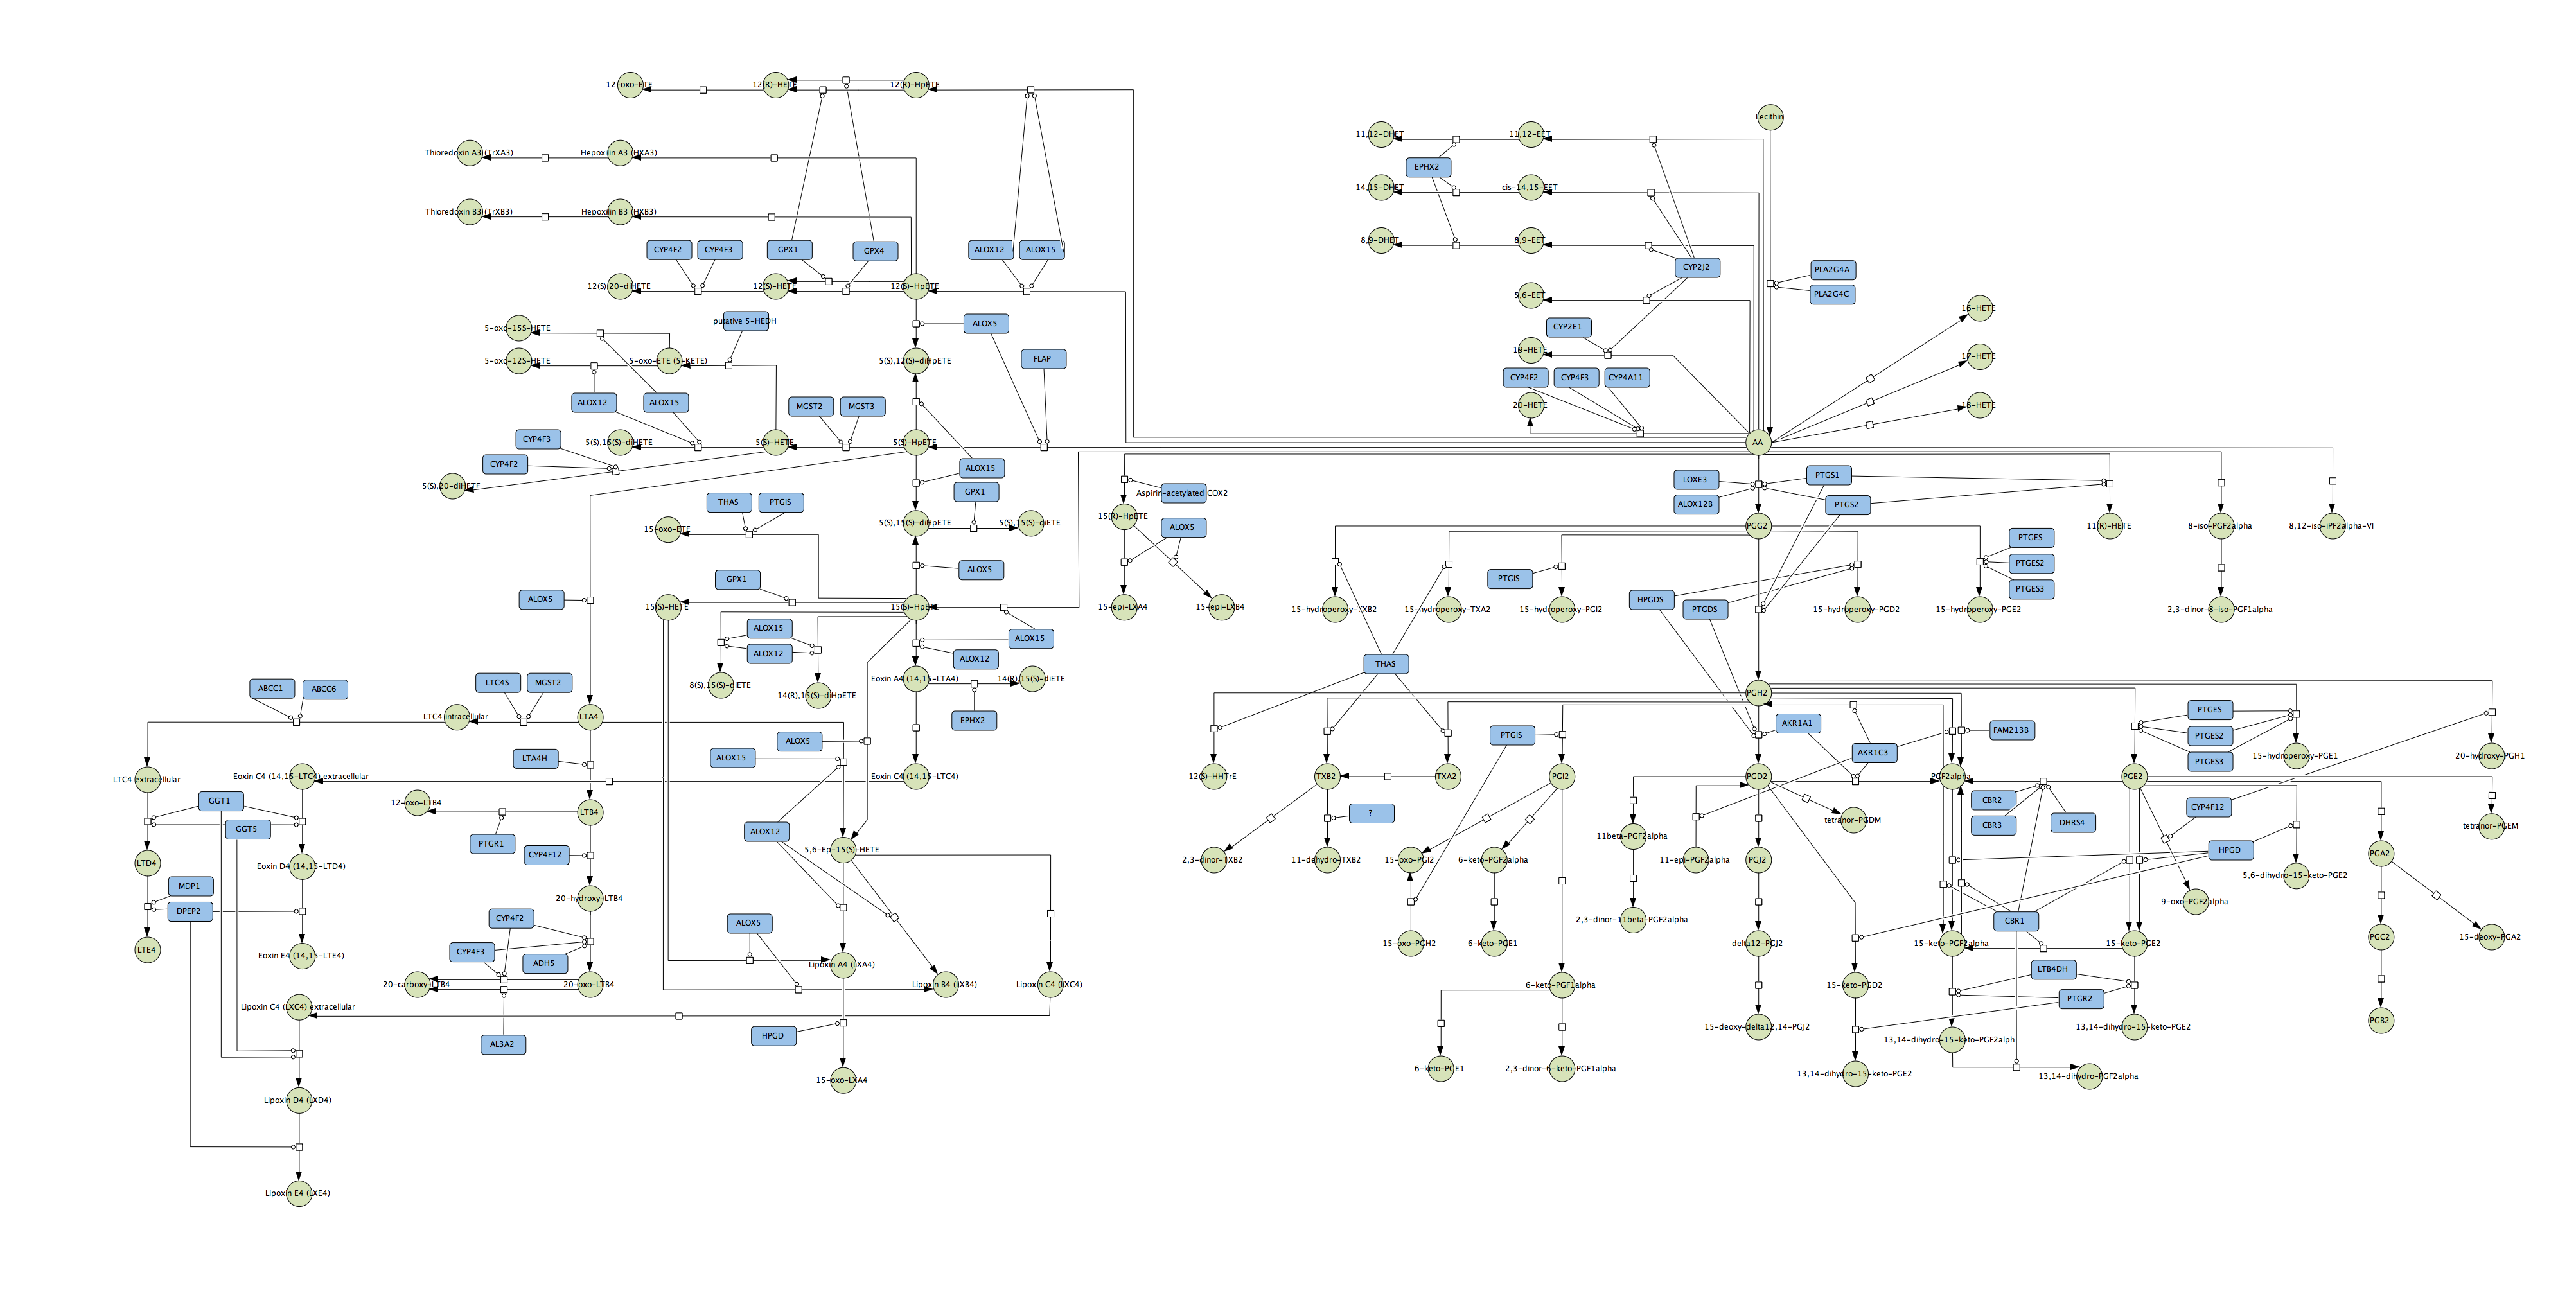 12-oxo-ETE
12(R)-HETE
12(R)-HpETE
Lecithin
11,12-DHET
11,12-EET
Thioredoxin A3 (TrXA3)
Hepoxilin A3 (HXA3)
EPHX2
14,15-DHET
cis-14,15-EET
Thioredoxin B3 (TrXB3)
Hepoxilin B3 (HXB3)
8,9-DHET
8,9-EET
CYP4F2
CYP4F3
GPX1
GPX4
ALOX12
ALOX15
CYP2J2
PLA2G4A
PLA2G4C
12(S),20-diHETE
12(S)-HETE
12(S)-HpETE
5,6-EET
16-HETE
5-oxo-15S-HETE
putative 5-HEDH
ALOX5
CYP2E1
19-HETE
17-HETE
5-oxo-12S-HETE
5-oxo-ETE (5-KETE)
5(S),12(S)-diHpETE
FLAP
CYP4F2
CYP4F3
CYP4A11
ALOX12
ALOX15
MGST2
MGST3
20-HETE
18-HETE
CYP4F3
5(S),15(S)-diHETE
5(S)-HETE
5(S)-HpETE
AA
CYP4F2
ALOX15
5(S),20-diHETE
GPX1
Aspirin-acetylated COX2
LOXE3
PTGS1
ALOX12B
PTGS2
THAS
PTGIS
15-oxo-ETE
5(S),15(S)-diHpETE
5(S),15(S)-diETE
15(R)-HpETE
ALOX5
PGG2
11(R)-HETE
8-iso-PGF2alpha
8,12-iso-iPF2alpha-VI
PTGES
PTGES2
PTGES3
GPX1
ALOX5
PTGIS
ALOX5
15(S)-HETE
15(S)-HpETE
15-epi-LXA4
15-epi-LXB4
15-hydroperoxy-TXB2
15-hydroperoxy-TXA2
15-hydroperoxy-PGI2
HPGDS
PTGDS
15-hydroperoxy-PGD2
15-hydroperoxy-PGE2
2,3-dinor-8-iso-PGF1alpha
ALOX15
ALOX12
ALOX15
ALOX12
THAS
8(S),15(S)-diETE
14(R),15(S)-diHpETE
Eoxin A4 (14,15-LTA4)
14(R),15(S)-diETE
PGH2
ABCC1
ABCC6
LTC4S
MGST2
LTC4 intracellular
LTA4
EPHX2
PTGIS
AKR1A1
AKR1C3
FAM213B
PTGES
PTGES2
PTGES3
15-hydroperoxy-PGE1
20-hydroxy-PGH1
ALOX5
ALOX15
LTA4H
LTC4 extracellular
Eoxin C4 (14,15-LTC4) extracellular
Eoxin C4 (14,15-LTC4)
12(S)-HHTrE
TXB2
TXA2
PGI2
PGD2
PGF2alpha
PGE2
GGT1
GGT5
12-oxo-LTB4
LTB4
PTGR1
ALOX12
?
tetranor-PGDM
CBR2
CBR3
DHRS4
CYP4F12
tetranor-PGEM
CYP4F12
5,6-Ep-15(S)-HETE
11beta-PGF2alpha
HPGD
LTD4
Eoxin D4 (14,15-LTD4)
2,3-dinor-TXB2
11-dehydro-TXB2
15-oxo-PGI2
6-keto-PGF2alpha
11-epi-PGF2alpha
PGJ2
PGA2
5,6-dihydro-15-keto-PGE2
MDP1
DPEP2
20-hydroxy-LTB4
9-oxo-PGF2alpha
CYP4F2
ALOX5
2,3-dinor-11beta-PGF2alpha
CBR1
LTE4
Eoxin E4 (14,15-LTE4)
CYP4F3
ADH5
15-oxo-PGH2
6-keto-PGE1
delta12-PGJ2
15-keto-PGF2alpha
15-keto-PGE2
PGC2
15-deoxy-PGA2
20-carboxy-LTB4
20-oxo-LTB4
Lipoxin A4 (LXA4)
Lipoxin B4 (LXB4)
Lipoxin C4 (LXC4)
6-keto-PGF1alpha
15-keto-PGD2
LTB4DH
PTGR2
Lipoxin C4 (LXC4) extracellular
AL3A2
HPGD
15-deoxy-delta12,14-PGJ2
13,14-dihydro-15-keto-PGF2alph
13,14-dihydro-15-keto-PGE2
PGB2
15-oxo-LXA4
6-keto-PGE1
2,3-dinor-6-keto-PGF1alpha
13,14-dihydro-15-keto-PGE2
13,14-dihydro-PGF2alpha
Lipoxin D4 (LXD4)
Lipoxin E4 (LXE4)